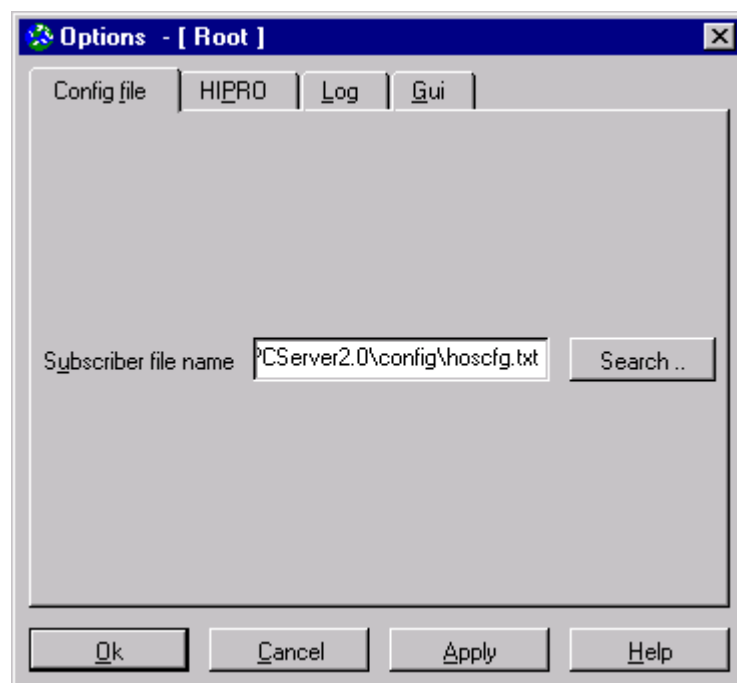 Options - [ Root ]
Config file HIPRO Log Gui
Subscriber file name PCServer2.0\config\hoscfg.txt Search ..
Ok Cancel Apply Help